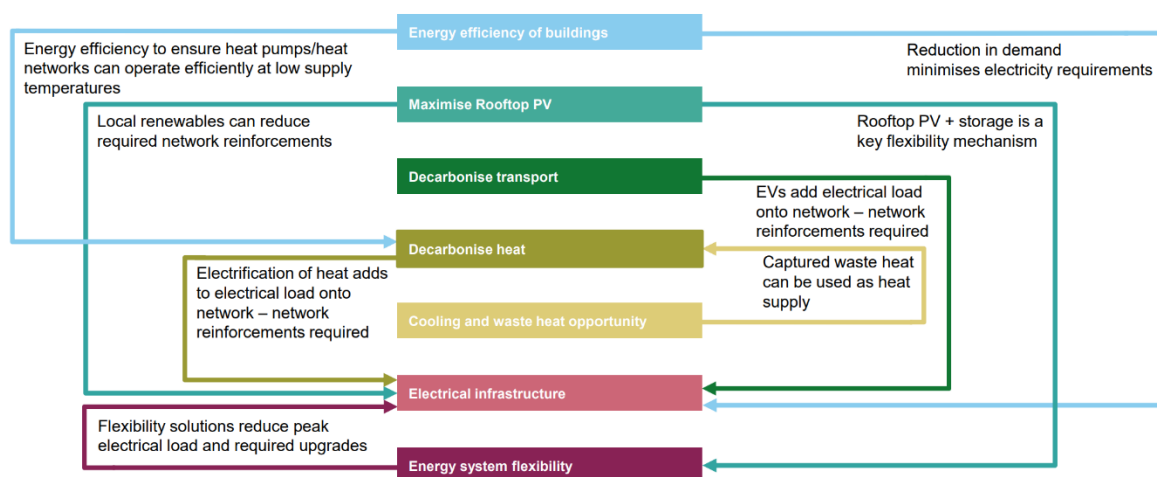 Energy efficiency of buildings
Energy efficiency to ensure heat pumps/heat
networks can operate efficiently at low supply
temperatures
Reduction in demand
minimises electricity requirements
Maximise Rooftop PV
Local renewables can reduce
required network reinforcements
Rooftop PV + storage is a
key flexibility mechanism
Decarbonise transport
EVs add electrical load
onto network – network
reinforcements required
Decarbonise heat
Electrification of heat adds
to electrical load onto
network – network
reinforcements required
Captured waste heat
can be used as heat
supply
Cooling and waste heat opportunity
Electrical infrastructure
Flexibility solutions reduce peak
electrical load and required upgrades
Energy system flexibility